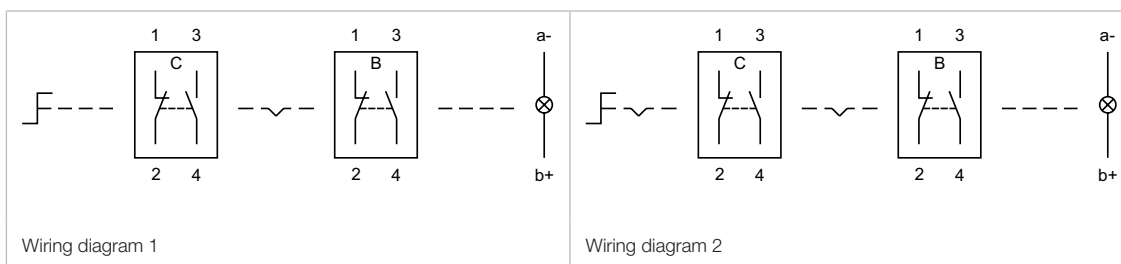 1 3 1 3 a- 1 3 1 3 a-
C B C B
2 4 2 4 b+ 2 4 2 4 b+
Wiring diagram 1 Wiring diagram 2